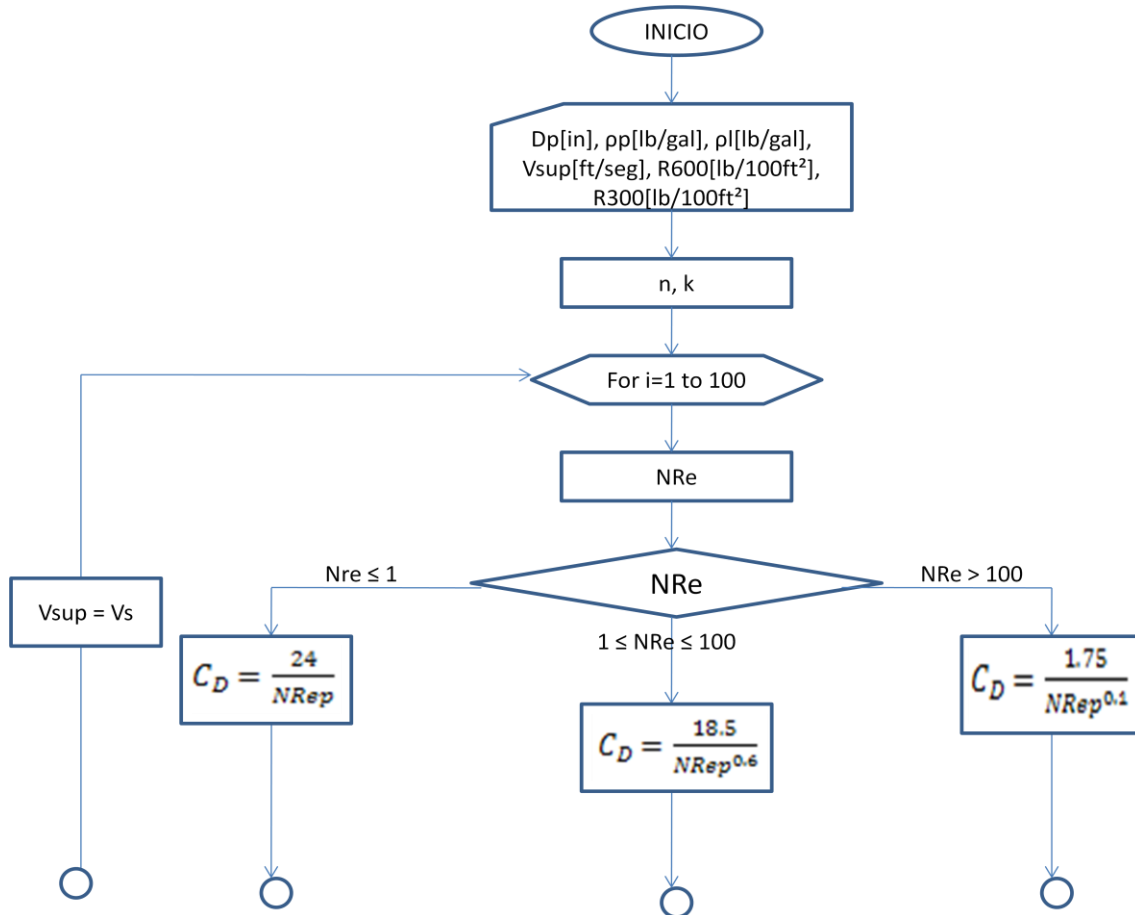 INICIO
Dp[in], ρp[lb/gal], ρl[lb/gal],
Vsup[ft/seg], R600[lb/100ft²],
R300[lb/100ft²]
n, k
For i=1 to 100
NRe
NRe
Nre ≤ 1
1 ≤ NRe ≤ 100
NRe > 100
Vsup = Vs
C_D = 24 / NRep
C_D = 18.5 / NRep^0.6
C_D = 1.75 / NRep^0.1